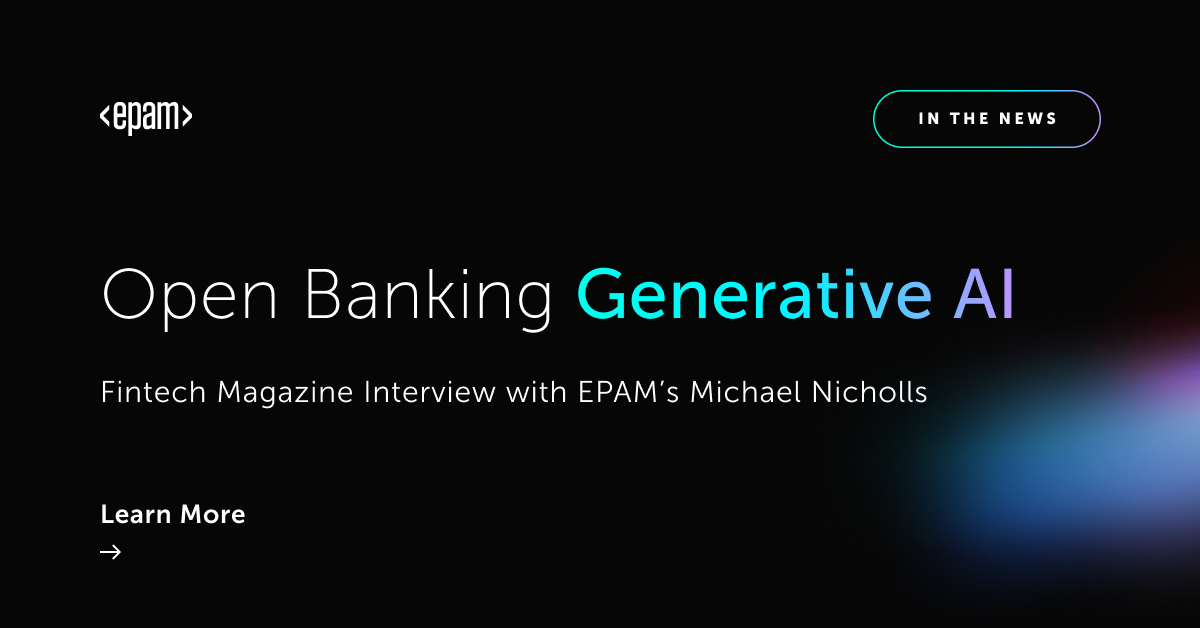 <epam>
IN THE NEWS
Open Banking Generative AI
Fintech Magazine Interview with EPAM’s Michael Nicholls
Learn More
→